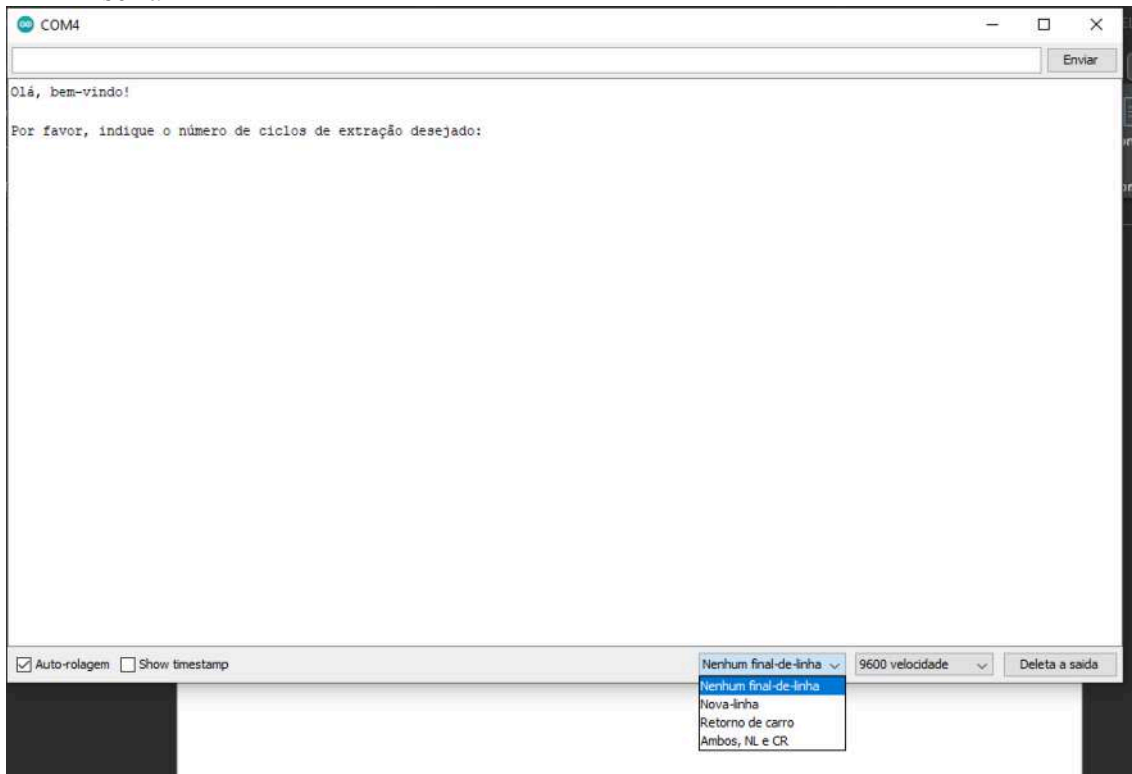 COM4
Enviar
Olá, bem-vindo!
Por favor, indique o número de ciclos de extração desejado:
Auto-rolagem Show timestamp Nenhum final-de-linha 9600 velocidade Deleta a saida
Nenhum final-de-linha
Nova-linha
Retorno de carro
Ambos, NL e CR